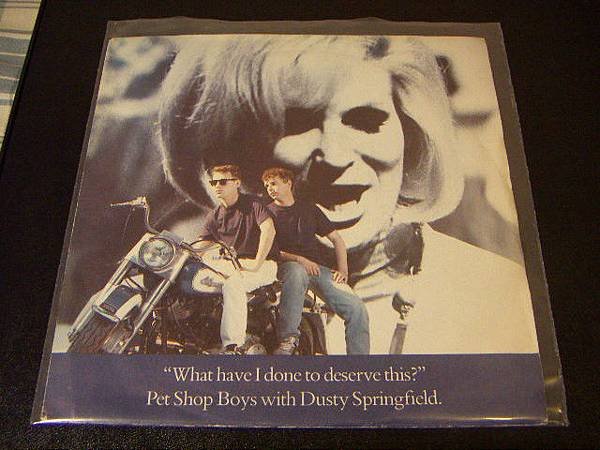 “What have I done to deserve this?”
Pet Shop Boys with Dusty Springfield.